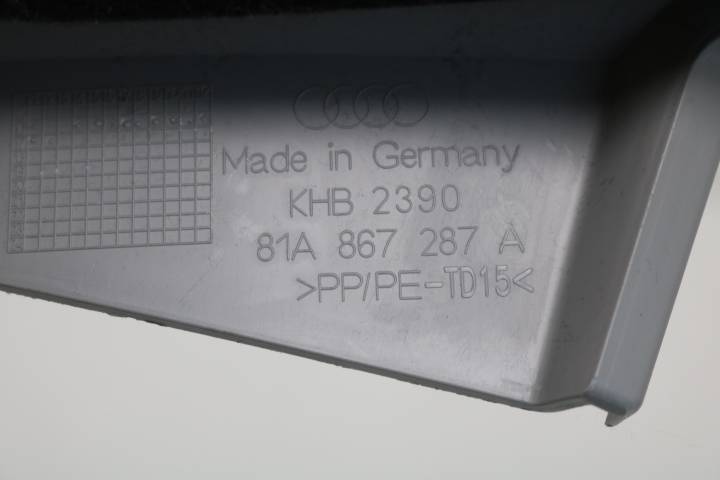 Made in Germany
KHB 2390
81A 867 287 A
>PP/PE-TD15<